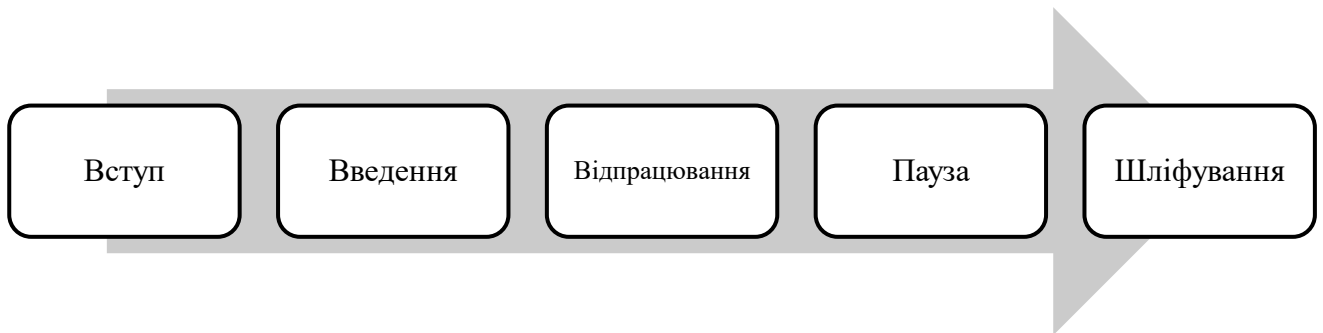 Вступ
Введення
Відпрацювання
Пауза
Шліфування